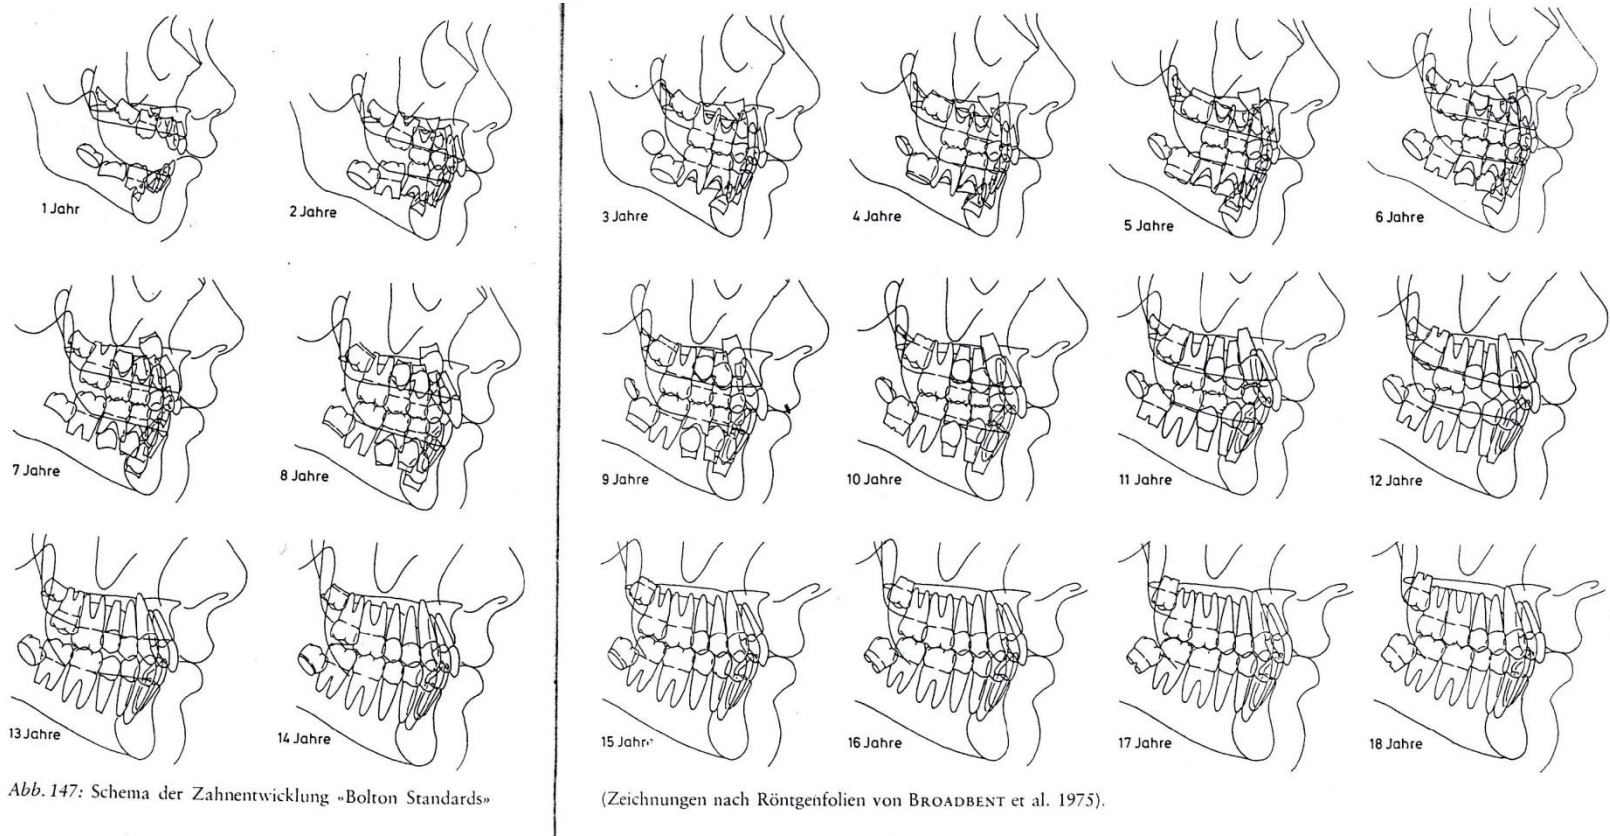 1 Jahr
2 Jahre
3 Jahre
4 Jahre
5 Jahre
6 Jahre
7 Jahre
8 Jahre
9 Jahre
10 Jahre
11 Jahre
12 Jahre
13 Jahre
14 Jahre
15 Jahre
16 Jahre
17 Jahre
18 Jahre
Abb. 147: Schema der Zahnentwicklung «Bolton Standards»
(Zeichnungen nach Röntgenfolien von BROADBENT et al. 1975).